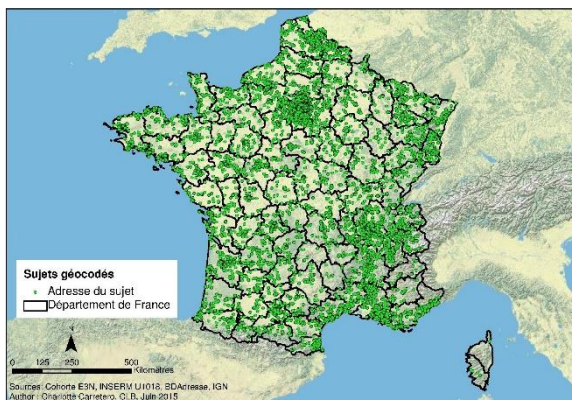 Sujets géocodés
Adresse du sujet
Département de France
0 125 250 500
Kilomètres
Sources: Cohorte E3N, INSERM U1018, BDAdresse, IGN
Author : Charlotte Carretero, CLB, Juin 2015